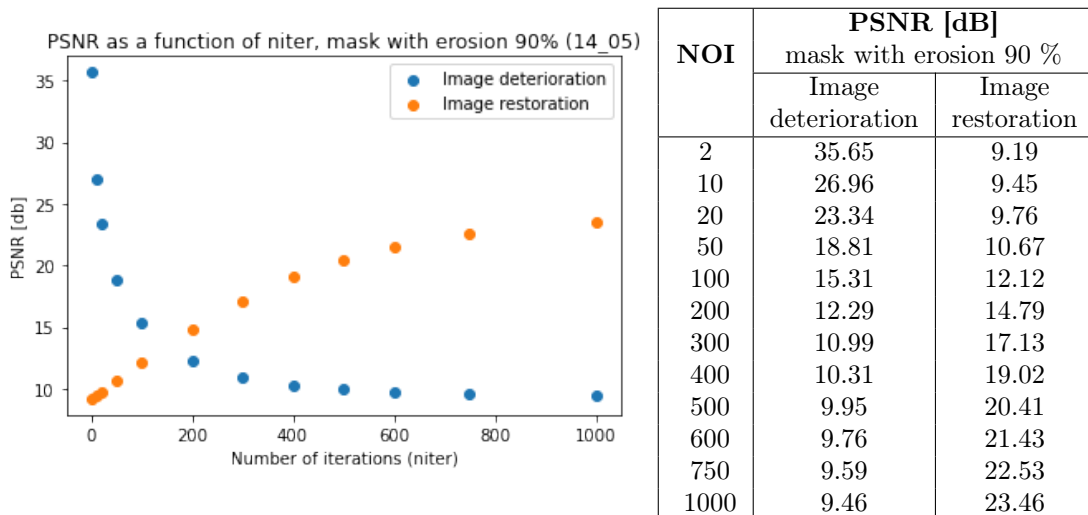 PSNR as a function of niter, mask with erosion 90% (14_05)
Image deterioration
Image restoration
35
30
25
20
15
10
PSNR [db]
0 200 400 600 800 1000
Number of iterations (niter)
NOI PSNR [dB]
mask with erosion 90 %
Image deterioration Image restoration
2 35.65 9.19
10 26.96 9.45
20 23.34 9.76
50 18.81 10.67
100 15.31 12.12
200 12.29 14.79
300 10.99 17.13
400 10.31 19.02
500 9.95 20.41
600 9.76 21.43
750 9.59 22.53
1000 9.46 23.46